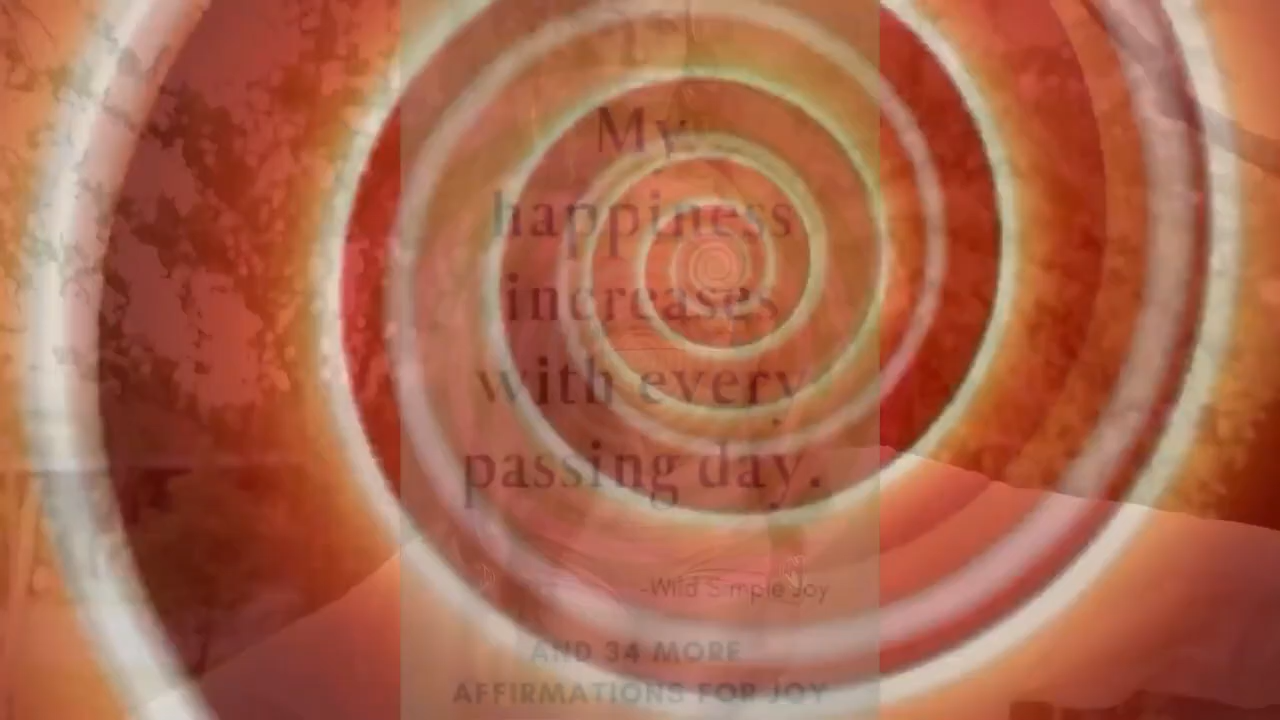 My
happiness
increases
with every
passing day.
-Wild Simple Joy
AND 34 MORE
AFFIRMATIONS FOR JOY